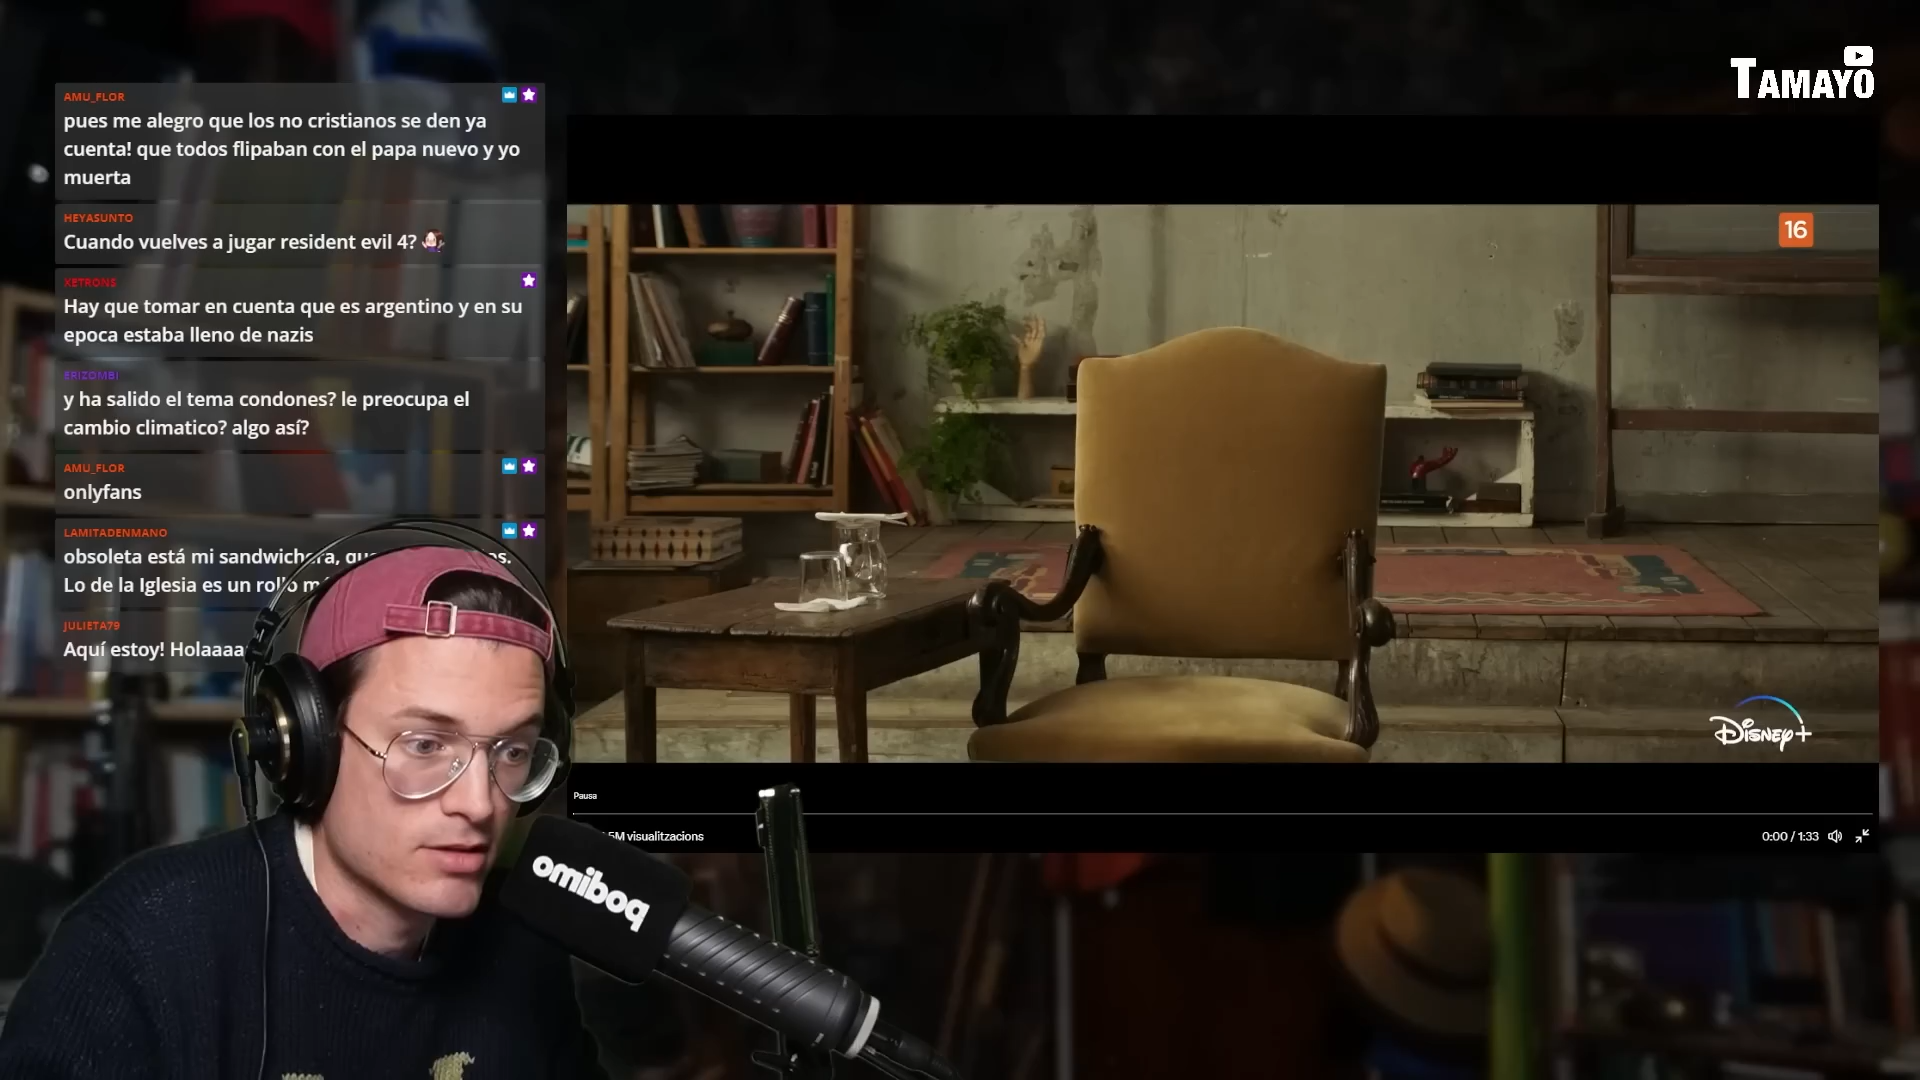 TAMAYO
AMU_FLOR
pues me alegro que los no cristianos se den ya
cuenta! que todos flipaban con el papa nuevo y yo
muerta
HEYASUNTO
Cuando vuelves a jugar resident evil 4?
XETRONS
Hay que tomar en cuenta que es argentino y en su
epoca estaba lleno de nazis
ERIZOMBI
y ha salido el tema condones? le preocupa el
cambio climatico? algo así?
AMU_FLOR
onlyfans
LAMITADENMANO
obsoleta está mi sandwichera,
Lo de la Iglesia es un rollo
JULIETA79
Aquí estoy! Holaaaa
16
Disney+
Pausa
5M visualitzacions
0:00 / 1:33
omiboq